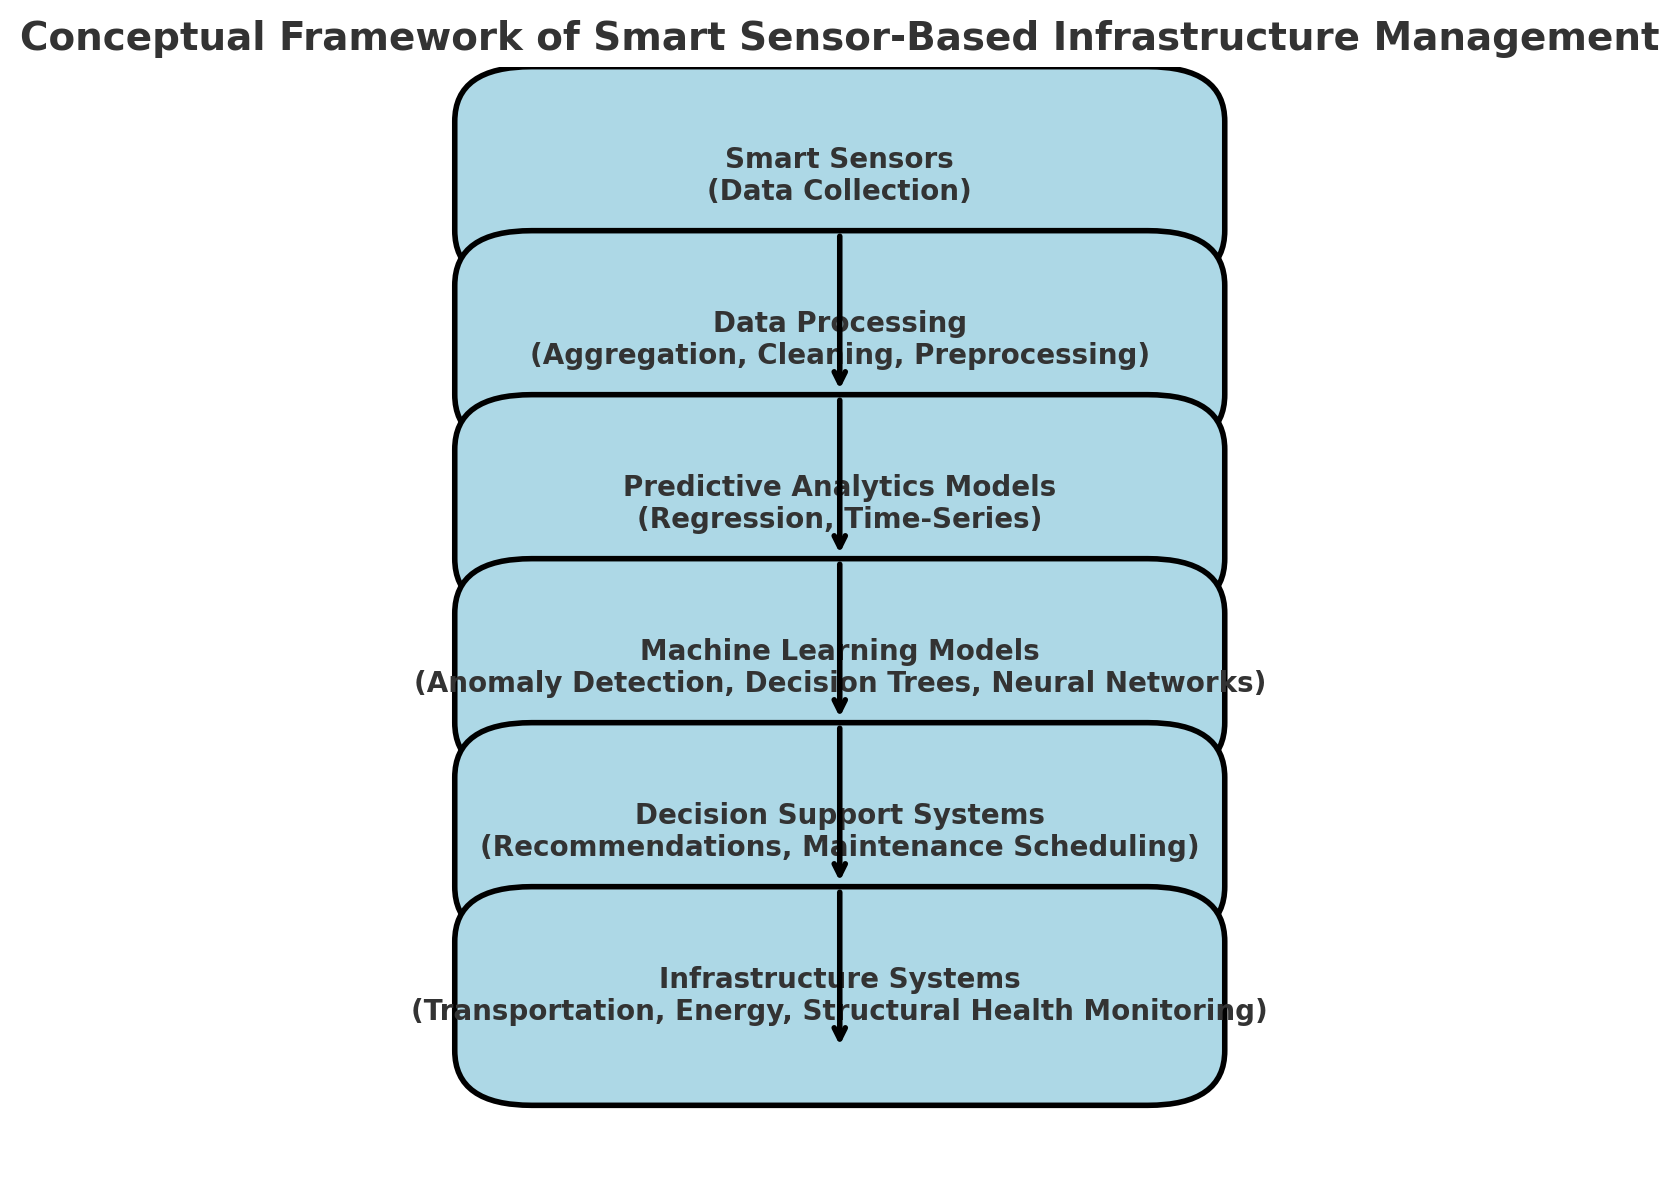 Conceptual Framework of Smart Sensor-Based Infrastructure Management
Smart Sensors
(Data Collection)
Data Processing
(Aggregation, Cleaning, Preprocessing)
Predictive Analytics Models
(Regression, Time-Series)
Machine Learning Models
(Anomaly Detection, Decision Trees, Neural Networks)
Decision Support Systems
(Recommendations, Maintenance Scheduling)
Infrastructure Systems
(Transportation, Energy, Structural Health Monitoring)